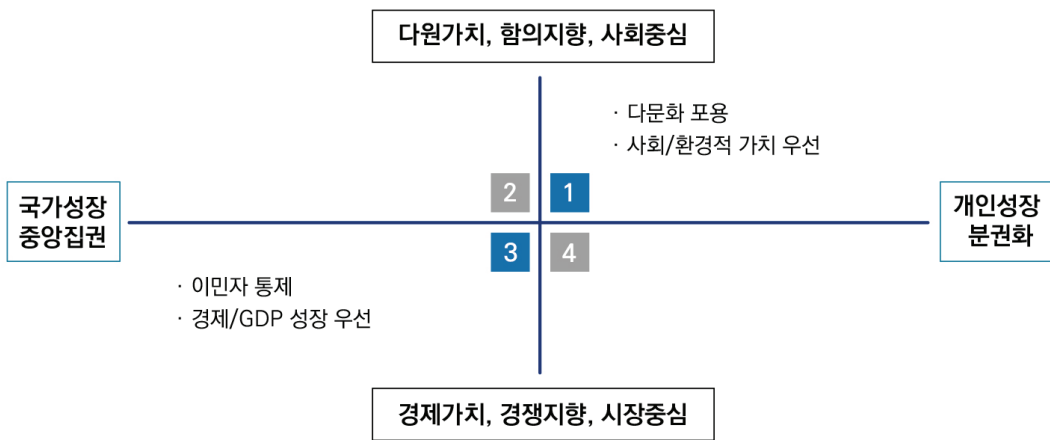 다원가치, 함의지향, 사회중심
· 다문화 포용
· 사회/환경적 가치 우선
2
1
국가성장
중앙집권
개인성장
분권화
3
4
· 이민자 통제
· 경제/GDP 성장 우선
경제가치, 경쟁지향, 시장중심